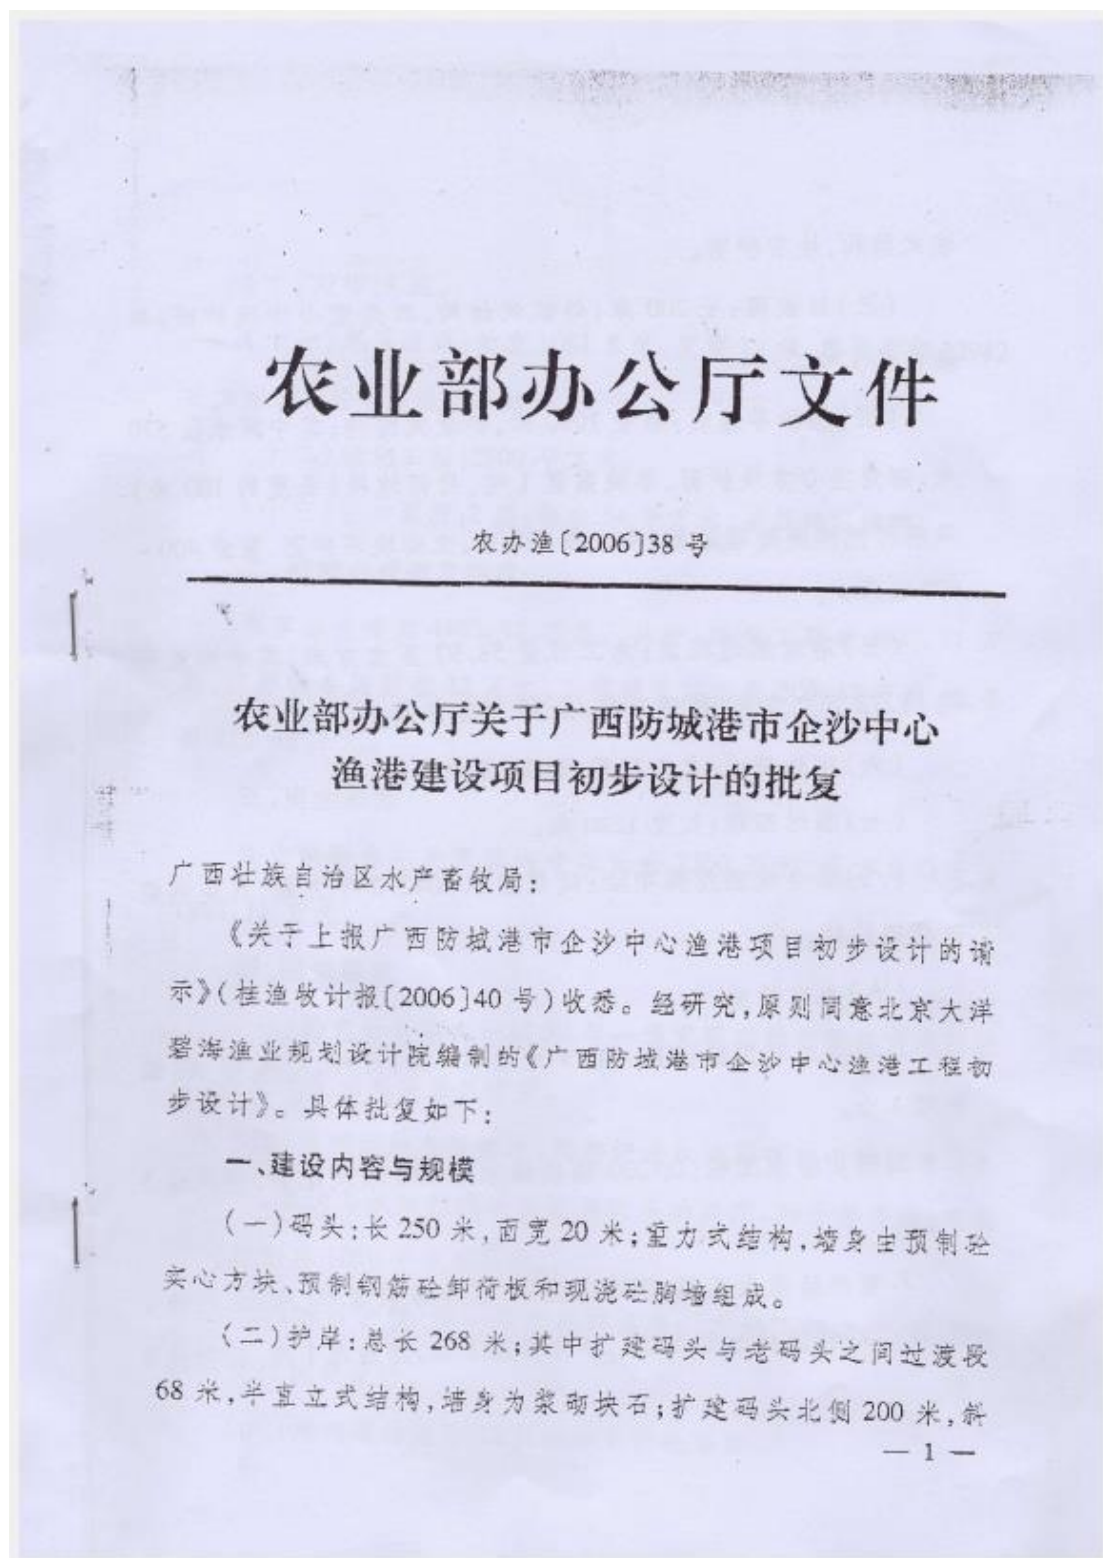 农业部办公厅文件
农办渔〔2006〕38号
农业部办公厅关于广西防城港市企沙中心
渔港建设项目初步设计的批复
广西壮族自治区水产畜牧局：
《关于上报广西防城港市企沙中心渔港项目初步设计的请
示》（桂渔牧计报〔2006〕40号）收悉。经研究，原则同意北京大洋
碧海渔业规划设计院编制的《广西防城港市企沙中心渔港工程初
步设计》。具体批复如下：
一、建设内容与规模
（一）码头：长250米，面宽20米；重力式结构，墙身由预制砼
实心方块、预制钢筋砼卸荷板和现浇砼胸墙组成。
（二）护岸：总长268米；其中扩建码头与老码头之间过渡段
68米，半直立式结构，墙身为浆砌块石；扩建码头北侧200米，斜
— 1 —